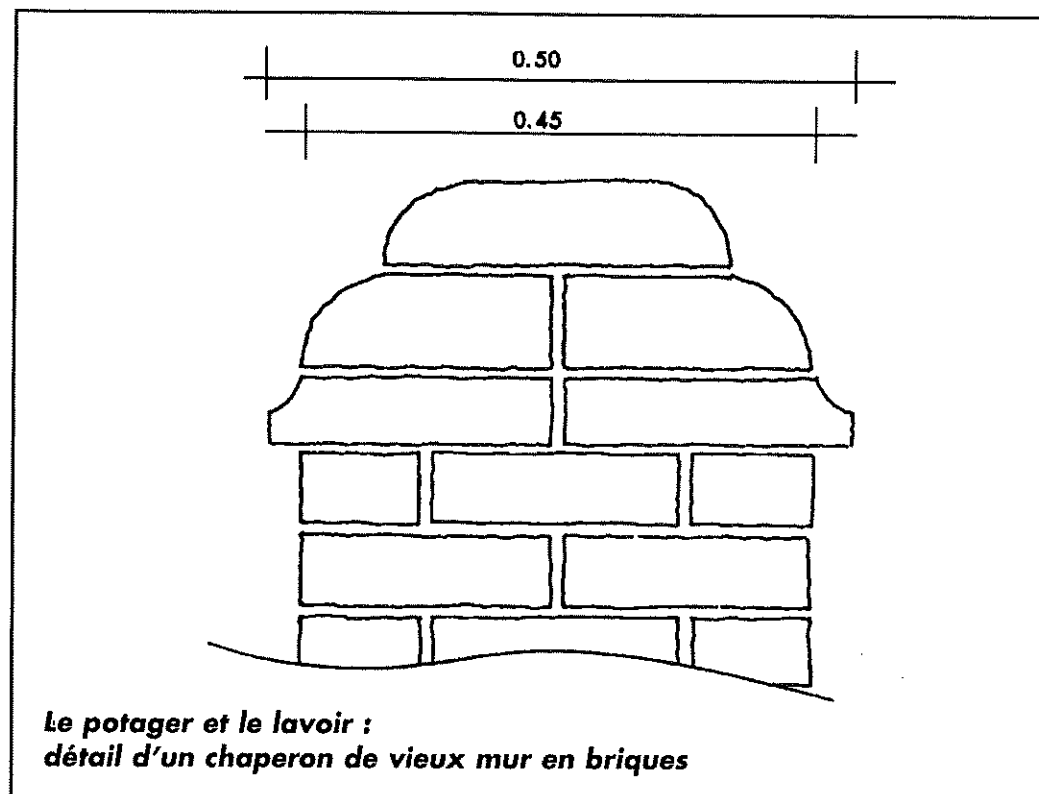 0.50
0.45
Le potager et le lavoir :
détail d'un chaperon de vieux mur en briques